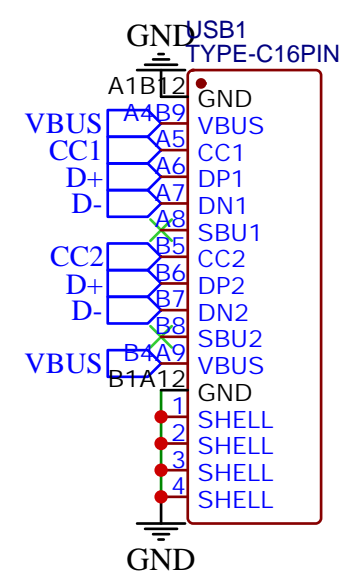 GND
USB1
TYPE-C16PIN
A1B12 GND
VBUS A4B9 VBUS
CC1 A5 CC1
D+ A6 DP1
D- A7 DN1
A8 SBU1
CC2 B5 CC2
D+ B6 DP2
D- B7 DN2
B8 SBU2
VBUS B4A9 VBUS
B1A12 GND
1 SHELL
2 SHELL
3 SHELL
4 SHELL
GND